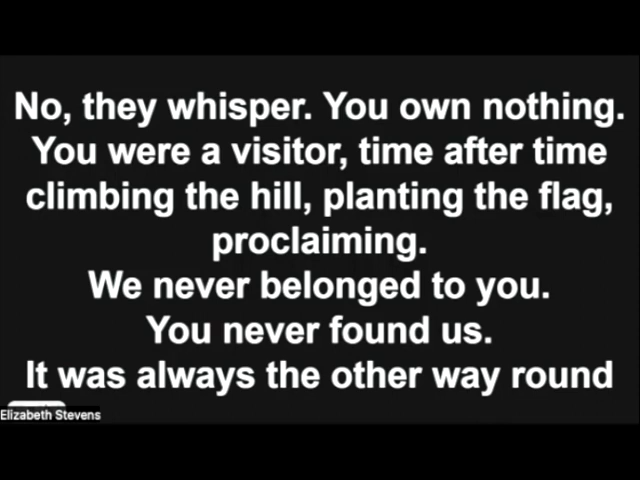 No, they whisper. You own nothing.
You were a visitor, time after time
climbing the hill, planting the flag,
proclaiming.
We never belonged to you.
You never found us.
It was always the other way round
Elizabeth Stevens